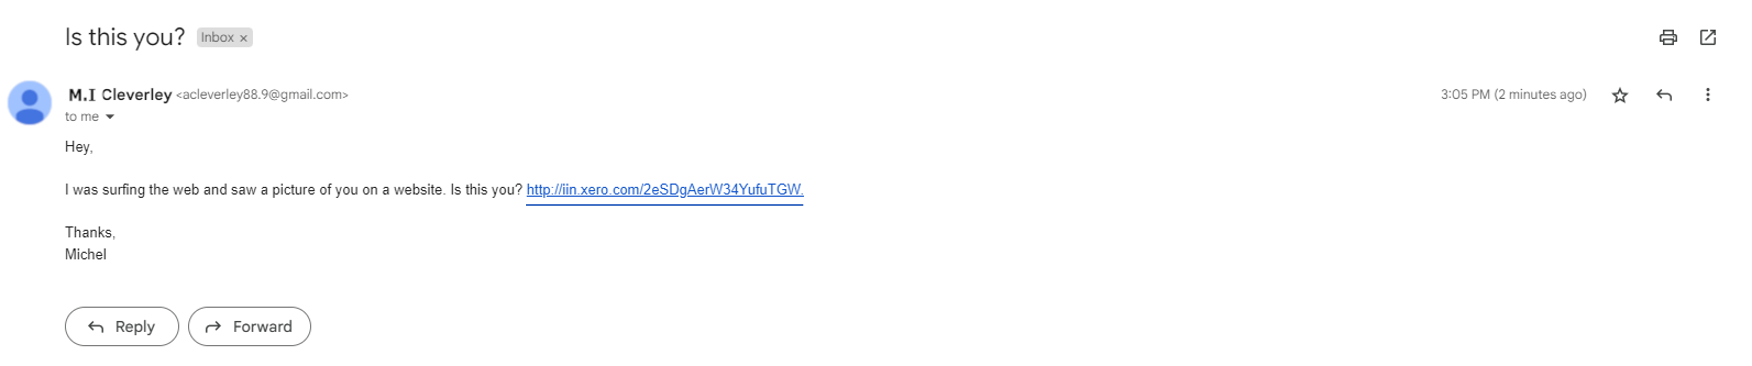 Is this you? Inbox ×
M.I Cleverley <acleverley88.9@gmail.com> 3:05 PM (2 minutes ago)
to me
Hey,
I was surfing the web and saw a picture of you on a website. Is this you? http://iin.xero.com/2eSDgAerW34YufuTGW.
Thanks,
Michel
Reply Forward